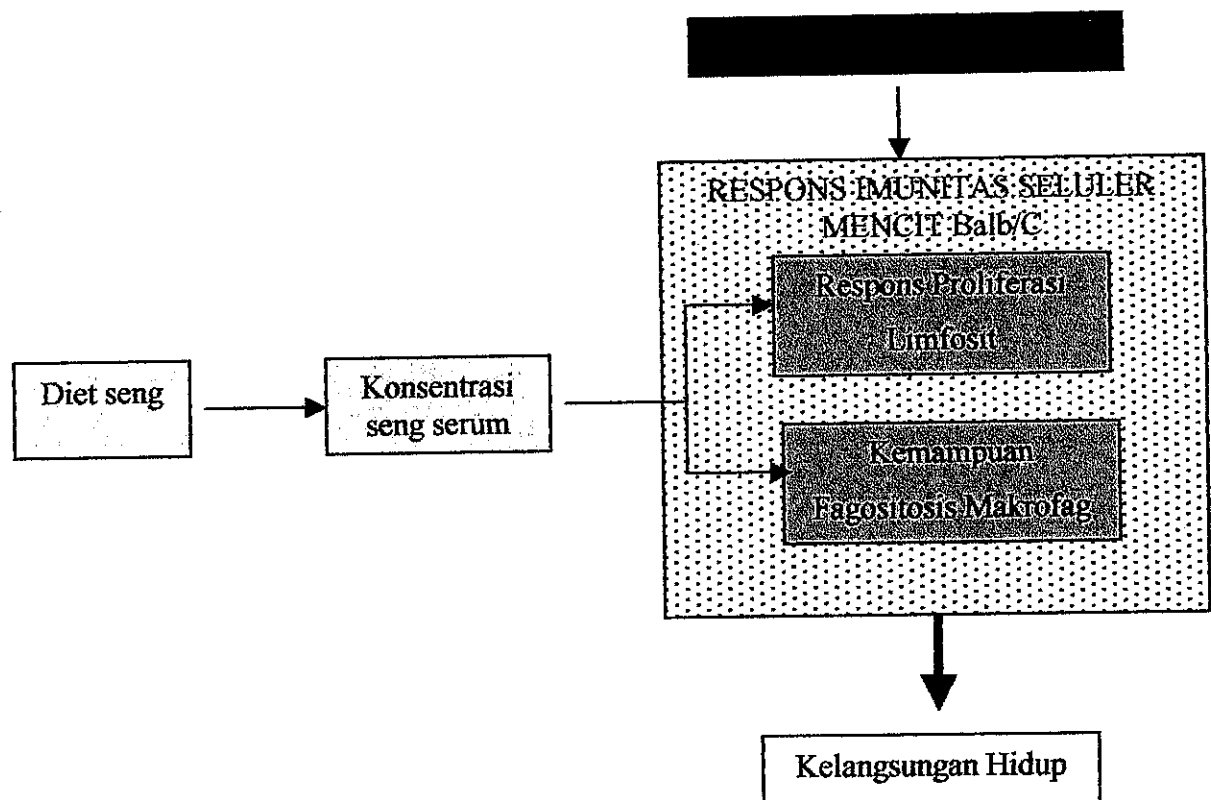 RESPONS IMUNITAS SELULER
MENCIT Balb/C
Respons Proliferasi
Limfosit
Diet seng
Konsentrasi
seng serum
Kemampuan
Fagositosis Makrofag
Kelangsungan Hidup